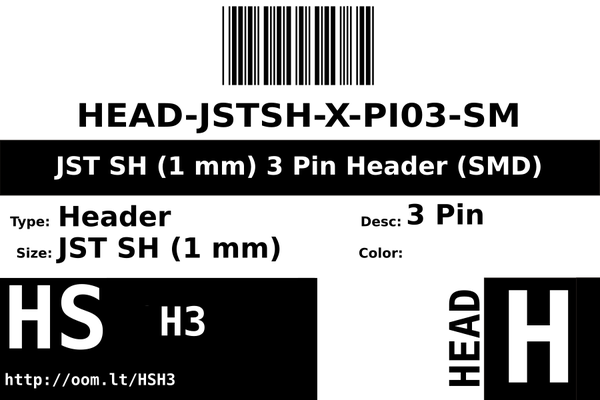 HEAD-JSTSH-X-PI03-SM
JST SH (1 mm) 3 Pin Header (SMD)
Type: Header
Desc: 3 Pin
Size: JST SH (1 mm)
Color:
HS
H3
http://oom.lt/HSH3
HEAD
H